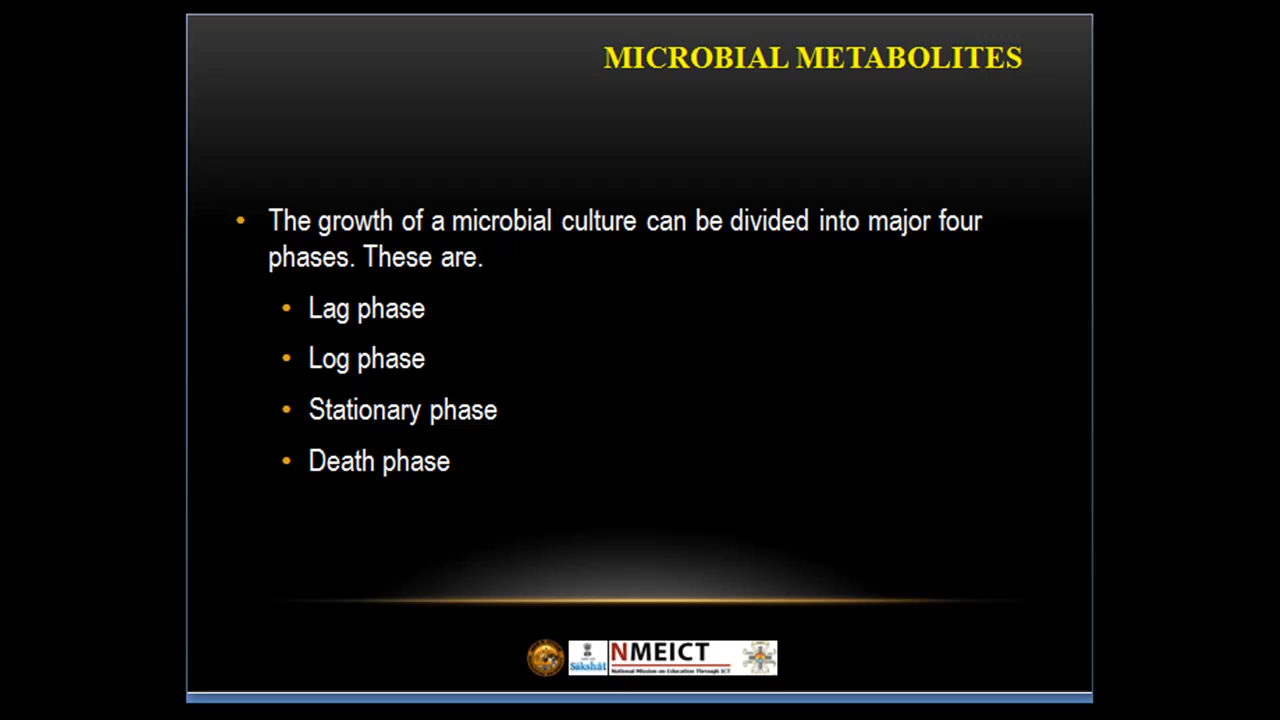 MICROBIAL METABOLITES
• The growth of a microbial culture can be divided into major four
phases. These are.
• Lag phase
• Log phase
• Stationary phase
• Death phase
Sakshat
NMEICT
National Mission on Education Through ICT